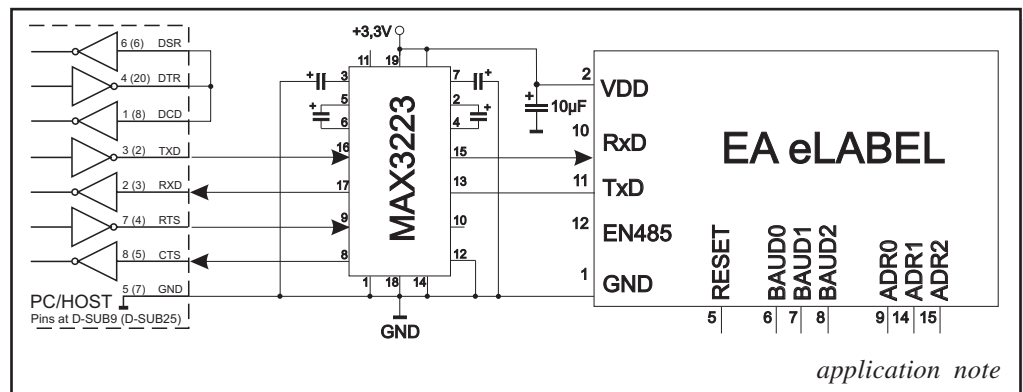 6 (6) DSR
4 (20) DTR
1 (8) DCD
3 (2) TXD
2 (3) RXD
7 (4) RTS
8 (5) CTS
5 (7) GND
PC/HOST
Pins at D-SUB9 (D-SUB25)
+3,3V
11
19
+
3
5
+
6
16
17
9
8
7
+
2
+
4
15
13
10
12
1
18
14
MAX3223
GND
+
10µF
2 VDD
10 RxD
11 TxD
12 EN485
1 GND
EA eLABEL
RESET
BAUD0
BAUD1
BAUD2
ADR0
ADR1
ADR2
5
6
7
8
9
14
15
application note